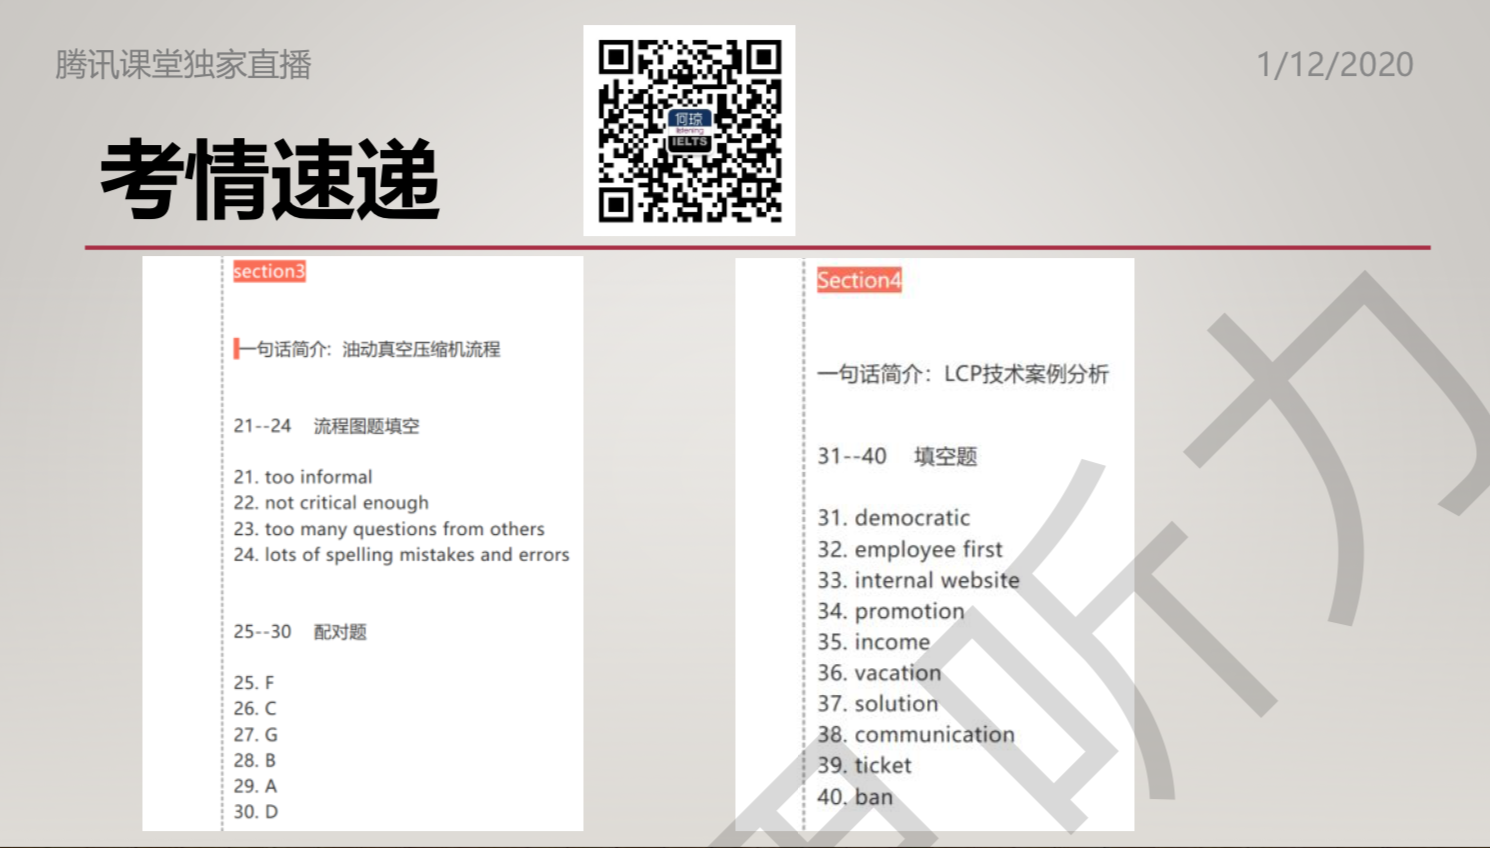 腾讯课堂独家直播
1/12/2020
考情速递
何琼
listening
IELTS
section3
一句话简介：油动真空压缩机流程
21--24 流程图题填空
21. too informal
22. not critical enough
23. too many questions from others
24. lots of spelling mistakes and errors
25--30 配对题
25. F
26. C
27. G
28. B
29. A
30. D
Section4
一句话简介：LCP技术案例分析
31--40 填空题
31. democratic
32. employee first
33. internal website
34. promotion
35. income
36. vacation
37. solution
38. communication
39. ticket
40. ban
听力